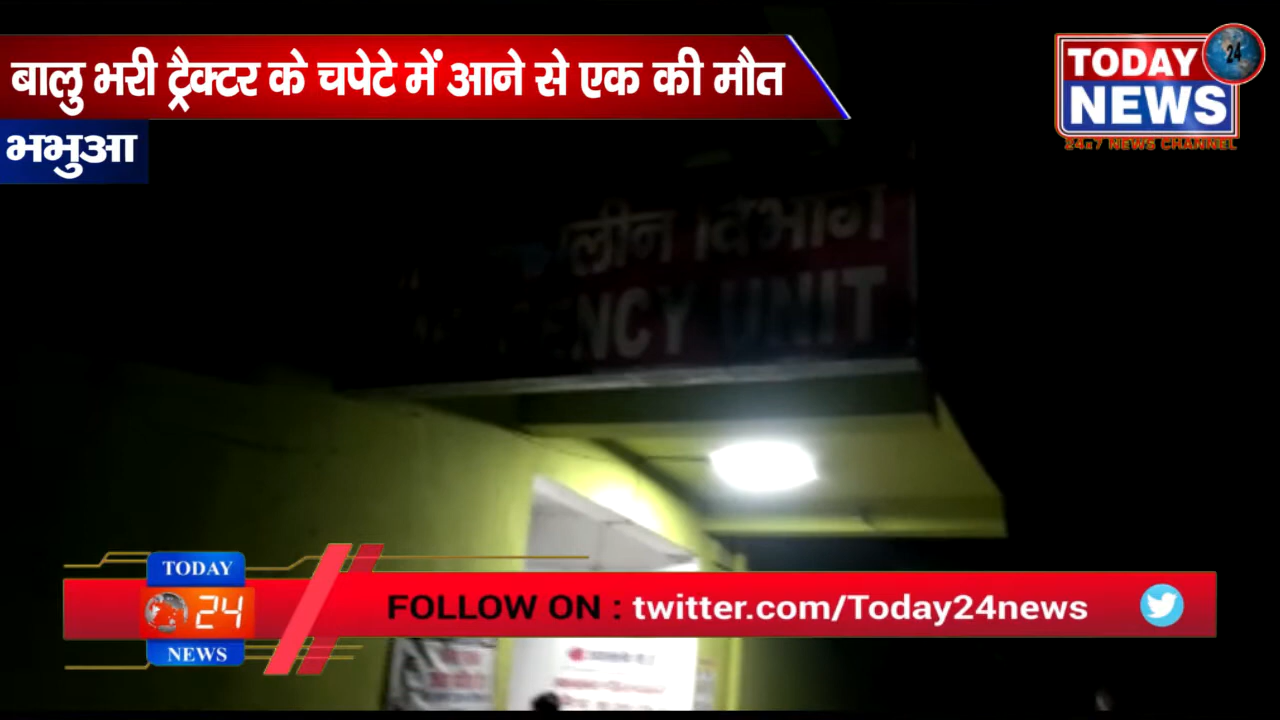 बालु भरी ट्रैक्टर के चपेटे में आने से एक की मौत
भभुआ
TODAY
24
NEWS
24x7 NEWS CHANNEL
विभाग
UNIT
TODAY
24
NEWS
FOLLOW ON : twitter.com/Today24news